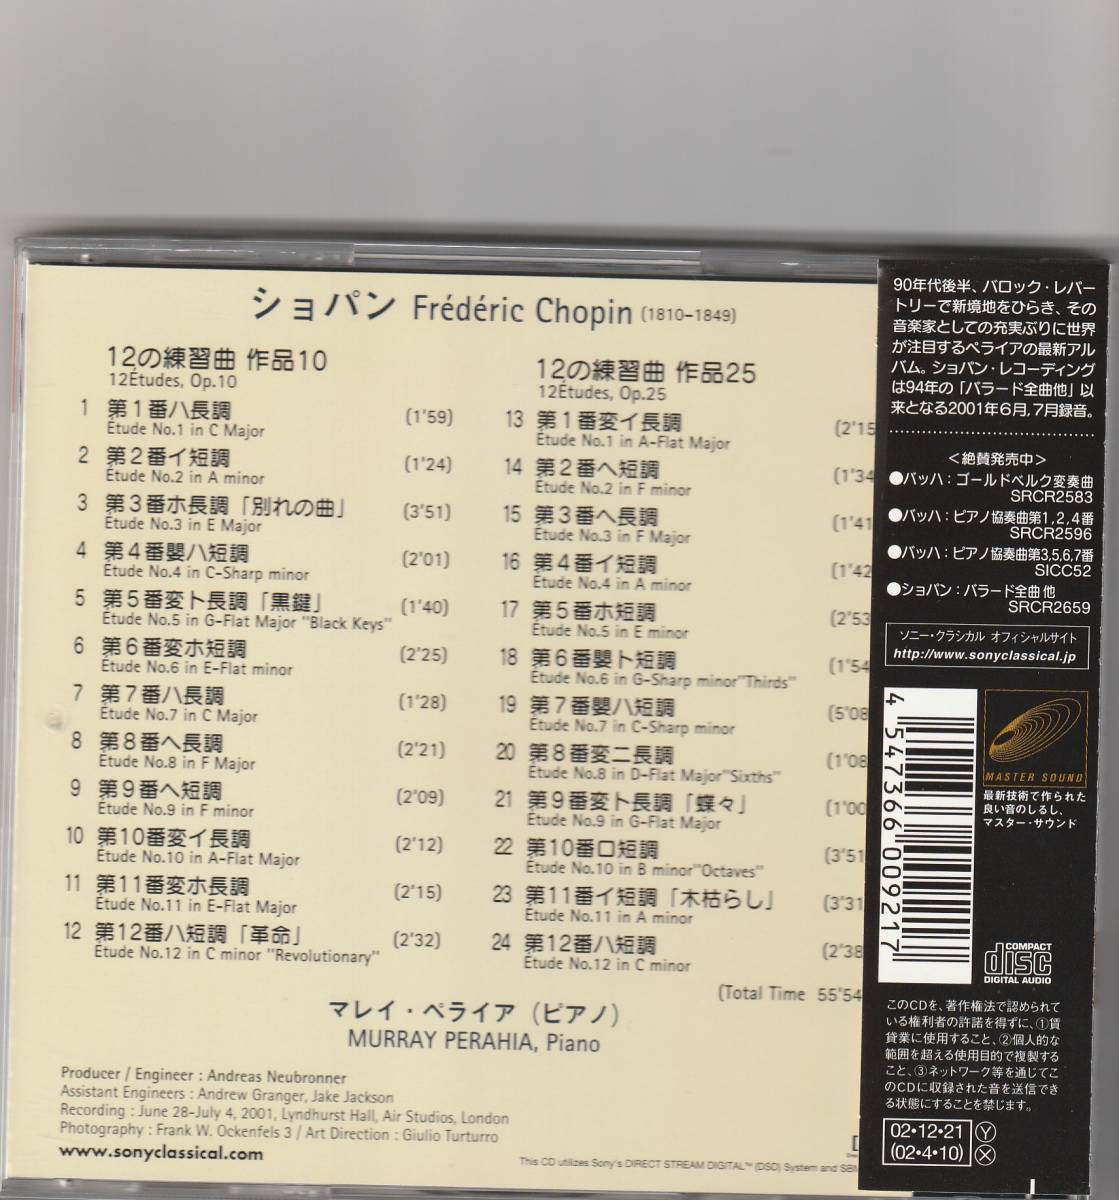 ショパン Frédéric Chopin (1810-1849)
12の練習曲 作品10
12Études, Op.10
1 第1番ハ長調 (1'59)
Étude No.1 in C Major
2 第2番イ短調 (1'24)
Étude No.2 in A minor
3 第3番ホ長調「別れの曲」 (3'51)
Étude No.3 in E Major
4 第4番嬰ハ短調 (2'01)
Étude No.4 in C-Sharp minor
5 第5番変ト長調「黒鍵」 (1'40)
Étude No.5 in G-Flat Major "Black Keys"
6 第6番変ホ短調 (2'25)
Étude No.6 in E-Flat minor
7 第7番ハ長調 (1'28)
Étude No.7 in C Major
8 第8番ヘ長調 (2'21)
Étude No.8 in F Major
9 第9番ヘ短調 (2'09)
Étude No.9 in F minor
10 第10番変イ長調 (2'12)
Étude No.10 in A-Flat Major
11 第11番変ホ長調 (2'15)
Étude No.11 in E-Flat Major
12 第12番ハ短調「革命」 (2'32)
Étude No.12 in C minor "Revolutionary"
12の練習曲 作品25
12Études, Op.25
13 第1番変イ長調 (2'15
Étude No.1 in A-Flat Major
14 第2番ヘ短調 (1'34
Étude No.2 in F minor
15 第3番ヘ長調 (1'41
Étude No.3 in F Major
16 第4番イ短調 (1'42
Étude No.4 in A minor
17 第5番ホ短調 (2'53
Étude No.5 in E minor
18 第6番嬰ト短調 (1'54
Étude No.6 in G-Sharp minor"Thirds"
19 第7番嬰ハ短調 (5'08
Étude No.7 in C-Sharp minor
20 第8番変ニ長調 (1'08
Étude No.8 in D-Flat Major"Sixths"
21 第9番変ト長調「蝶々」 (1'00
Étude No.9 in G-Flat Major
22 第10番ロ短調 (3'51
Étude No.10 in B minor"Octaves"
23 第11番イ短調「木枯らし」 (3'31
Étude No.11 in A minor
24 第12番ハ短調 (2'38
Étude No.12 in C minor
(Total Time 55'54
マレイ・ペライア(ピアノ)
MURRAY PERAHIA, Piano
Producer / Engineer : Andreas Neubronner
Assistant Engineers : Andrew Granger, Jake Jackson
Recording : June 28-July 4, 2001, Lyndhurst Hall, Air Studios, London
Photography : Frank W. Ockenfels 3 / Art Direction : Giulio Turturro
www.sonyclassical.com
This CD utilizes Sony's DIRECT STREAM DIGITAL™ (DSD) System and SBM
90年代後半、バロック・レパー
トリーで新境地をひらき、その
音楽家としての充実ぶりに世界
が注目するペライアの最新アル
バム。ショパン・レコーディング
は94年の「バラード全曲他」以
来となる2001年6月,7月録音。
<絶賛発売中>
●バッハ:ゴールドベルク変奏曲
SRCR2583
●バッハ:ピアノ協奏曲第1,2,4番
SRCR2596
●バッハ:ピアノ協奏曲第3,5,6,7番
SICC52
●ショパン:バラード全曲 他
SRCR2659
ソニー・クラシカル オフィシャルサイト
http://www.sonyclassical.jp
4 547366 009217
MASTER SOUND
最新技術で作られた
良い音のしるし、
マスター・サウンド
COMPACT
disc
DIGITAL AUDIO
このCDを、著作権法で認められて
いる権利者の許諾を得ずに、①賃
貸業に使用すること、②個人的な
範囲を超える使用目的で複製する
こと、③ネットワーク等を通じてこ
のCDに収録された音を送信でき
る状態にすることを禁じます。
02•12•21 Y
(02•4•10) X